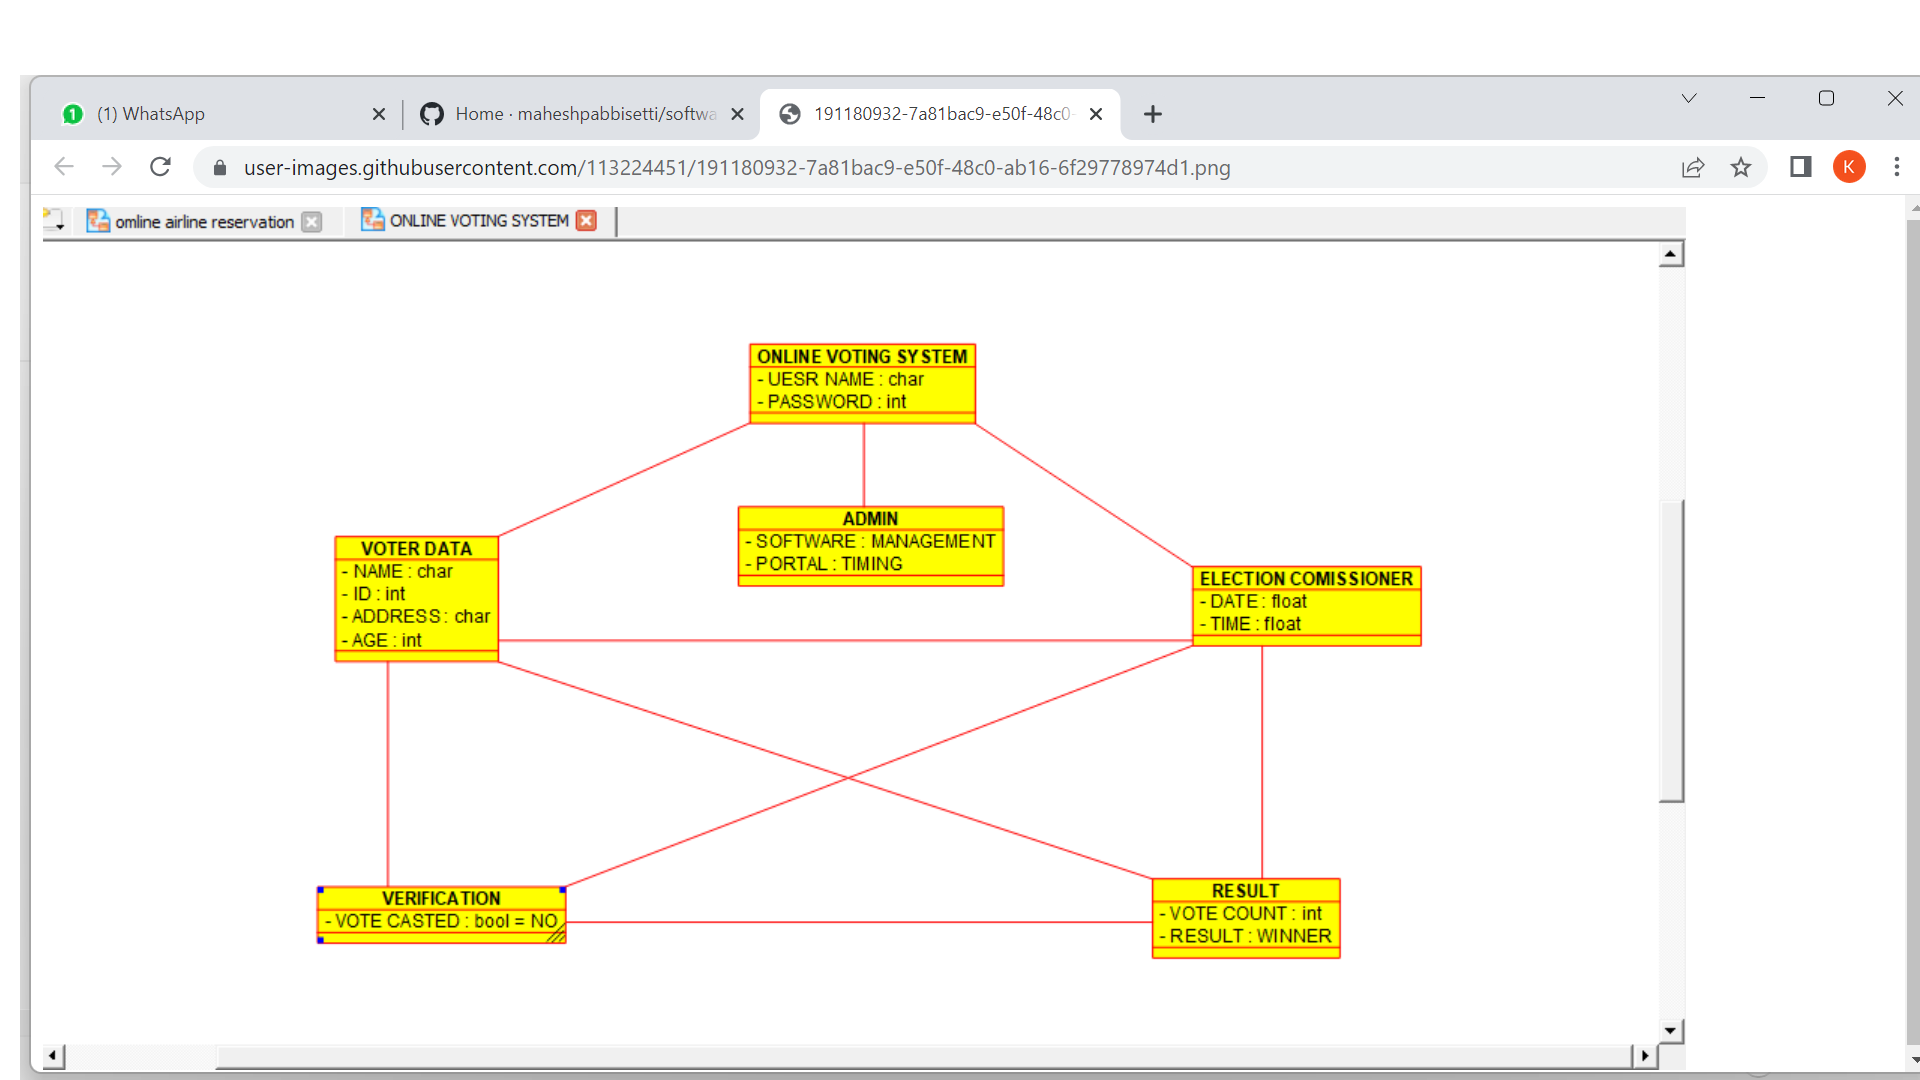 (1) WhatsApp
Home · maheshpabbisetti/softwa
191180932-7a81bac9-e50f-48c0-
user-images.githubusercontent.com/113224451/191180932-7a81bac9-e50f-48c0-ab16-6f29778974d1.png
K
omline airline reservation
ONLINE VOTING SYSTEM
ONLINE VOTING SYSTEM
- UESR NAME : char
- PASSWORD : int
ADMIN
- SOFTWARE : MANAGEMENT
- PORTAL : TIMING
VOTER DATA
- NAME : char
- ID : int
- ADDRESS : char
- AGE : int
ELECTION COMISSIONER
- DATE : float
- TIME : float
VERIFICATION
- VOTE CASTED : bool = NO
RESULT
- VOTE COUNT : int
- RESULT : WINNER